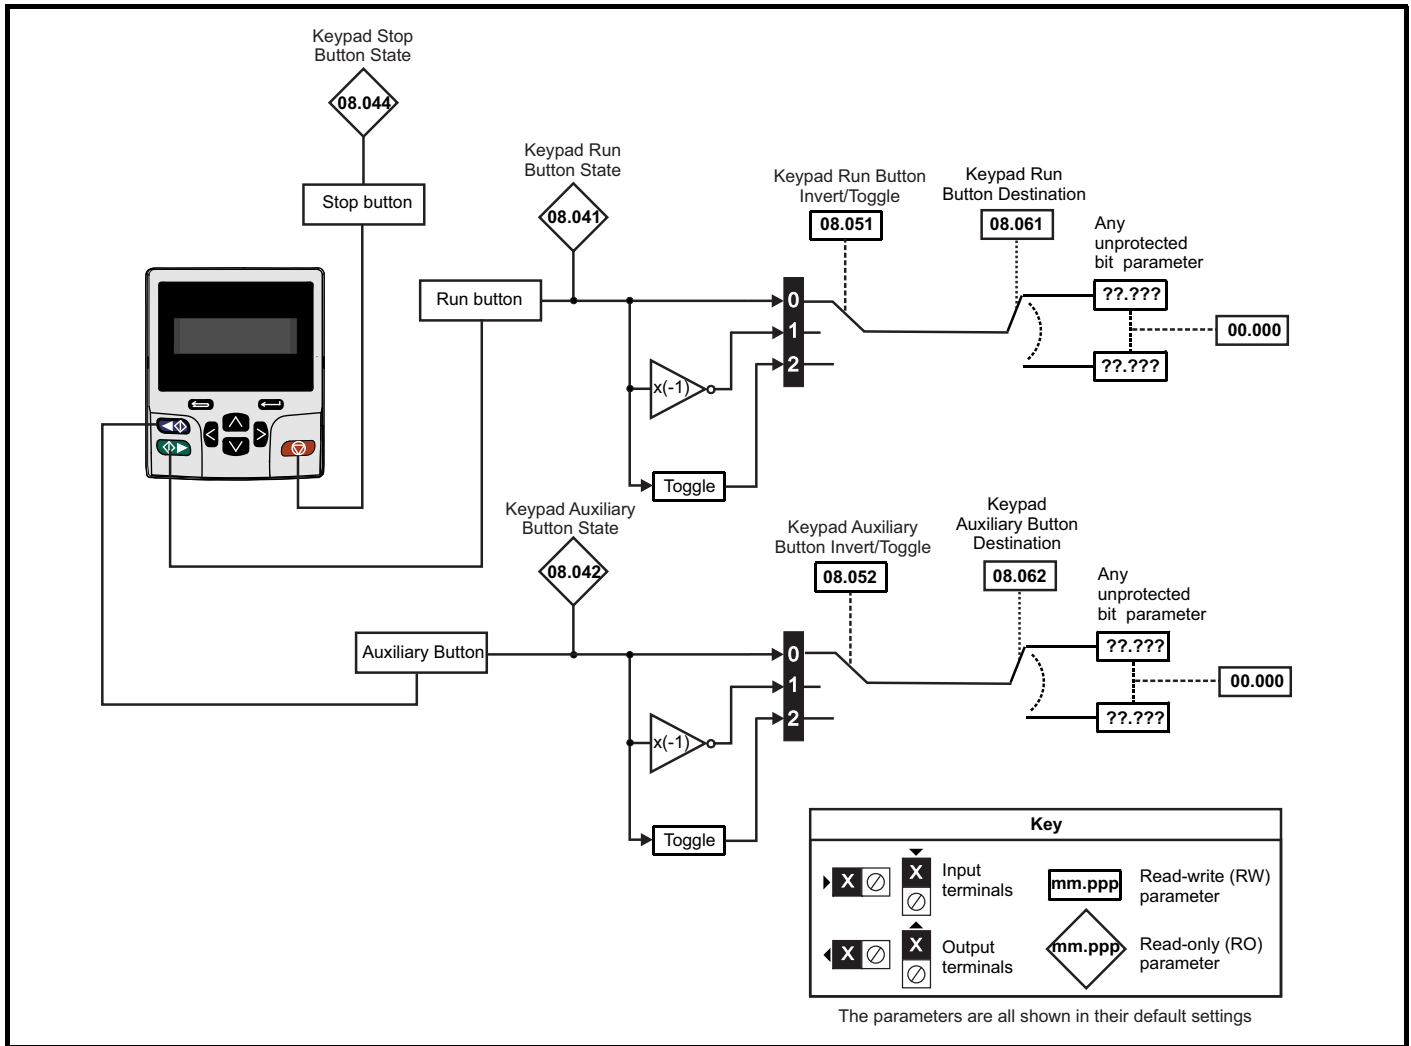 Keypad Stop
Button State
08.044
Stop button
Keypad Run
Button State
08.041
Run button
Keypad Run Button
Invert/Toggle
08.051
Keypad Run
Button Destination
08.061
Any
unprotected
bit parameter
??.???
??.???
00.000
0
1
2
x(-1)
Toggle
Keypad Auxiliary
Button State
08.042
Auxiliary Button
Keypad Auxiliary
Button Invert/Toggle
08.052
Keypad
Auxiliary Button
Destination
08.062
Any
unprotected
bit parameter
??.???
??.???
00.000
0
1
2
x(-1)
Toggle
Key
X
X
Input
terminals
mm.ppp
Read-write (RW)
parameter
X
X
Output
terminals
mm.ppp
Read-only (RO)
parameter
The parameters are all shown in their default settings